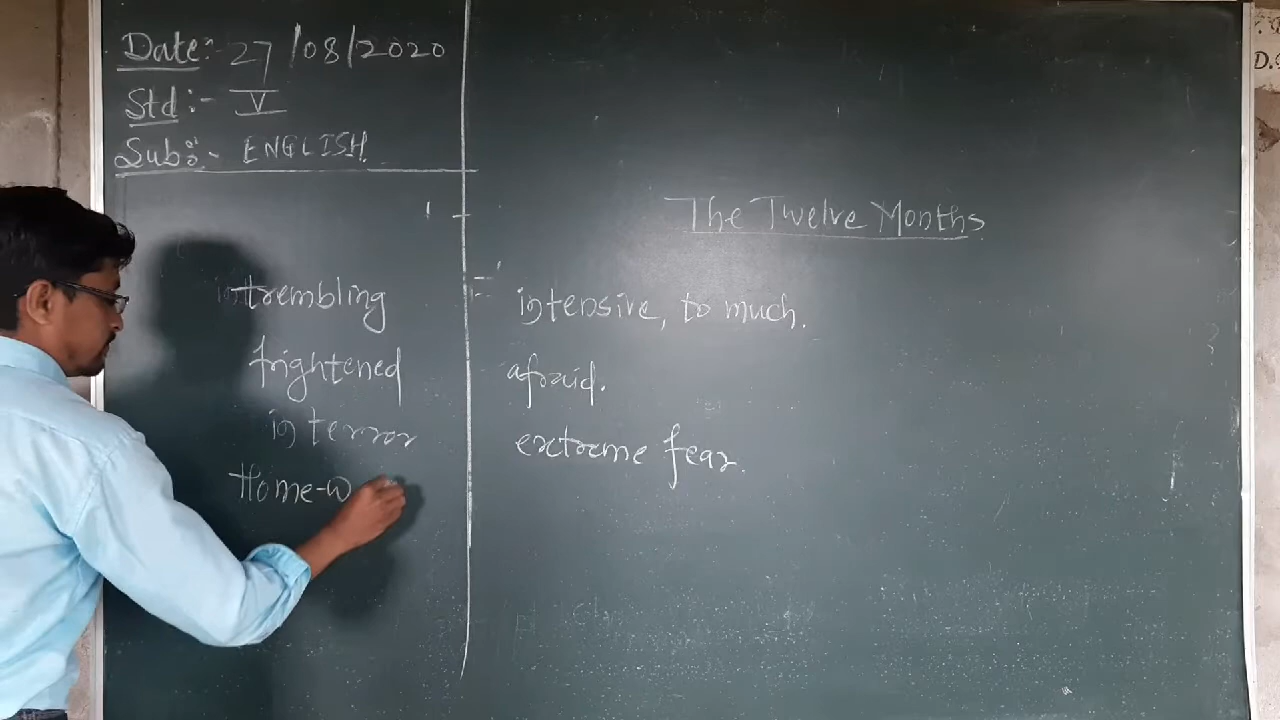 Date:- 27/08/2020
Std:- V
Sub:- ENGLISH
The Twelve Months
trembling intensive, to much.
frightened afraid.
in terror extreme fear.
Home-w